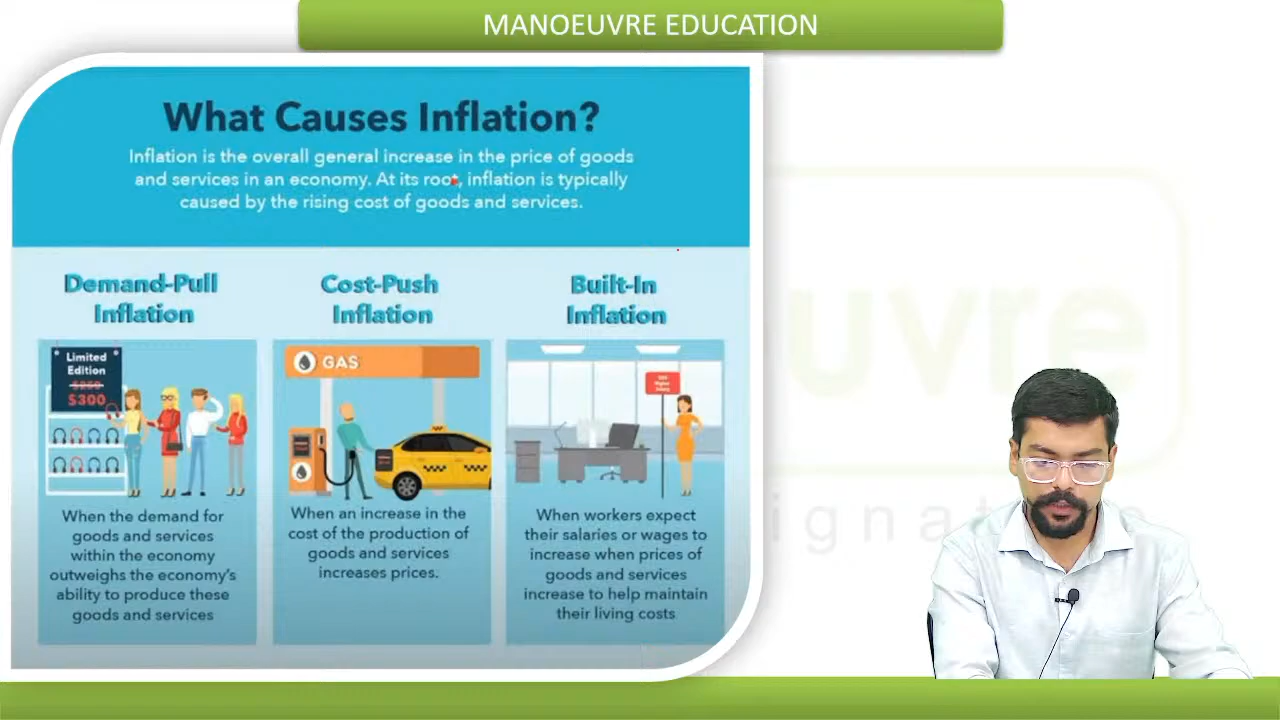 MANOEUVRE EDUCATION
What Causes Inflation?
Inflation is the overall general increase in the price of goods
and services in an economy. At its root, inflation is typically
caused by the rising cost of goods and services.
Demand-Pull
Inflation
Limited
Edition
$250
$300
When the demand for
goods and services
within the economy
outweighs the economy's
ability to produce these
goods and services
Cost-Push
Inflation
GAS
When an increase in the
cost of the production of
goods and services
increases prices.
Built-In
Inflation
When workers expect
their salaries or wages to
increase when prices of
goods and services
increase to help maintain
their living costs
uvre
ignat